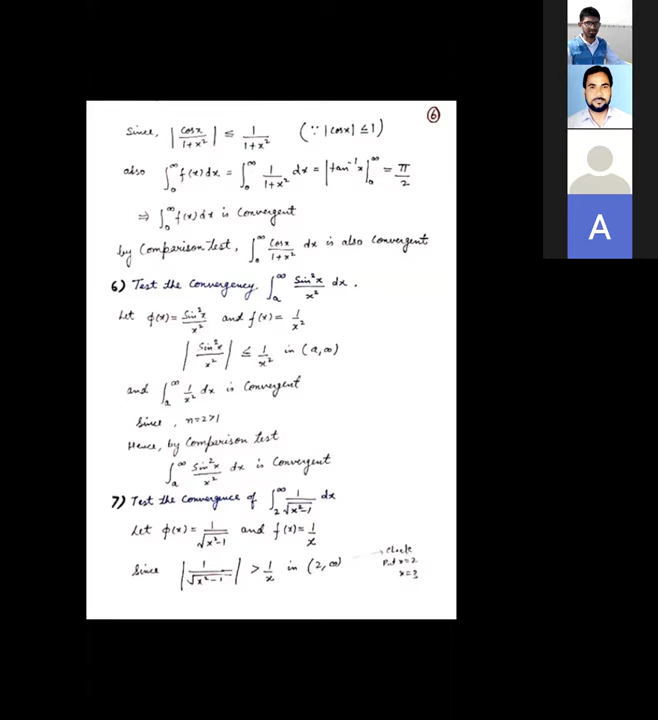 6
Since, |cosx/1+x²| ≤ 1/1+x² (∵ |cosx| ≤ 1)
also ∫₀^∞ f(x)dx = ∫₀^∞ 1/1+x² dx = |tan⁻¹x|₀^∞ = π/2
⇒ ∫₀^∞ f(x)dx is Convergent
by Comparison test, ∫₀^∞ cosx/1+x² dx is also convergent
6) Test the Convergency. ∫ₐ^∞ Sin²x/x² dx.
Let φ(x) = Sin²x/x² and f(x) = 1/x²
|Sin²x/x²| ≤ 1/x² in (a,∞)
and ∫ₐ^∞ 1/x² dx is Convergent
Since, n=2>1
Hence, by Comparison test
∫ₐ^∞ Sin²x/x² dx is Convergent
7) Test the Convergence of ∫₂^∞ 1/√x²-1 dx
Let φ(x) = 1/√x²-1 and f(x) = 1/x
Since |1/√x²-1| > 1/x in (2,∞) → check
Put x=2
x=3
A